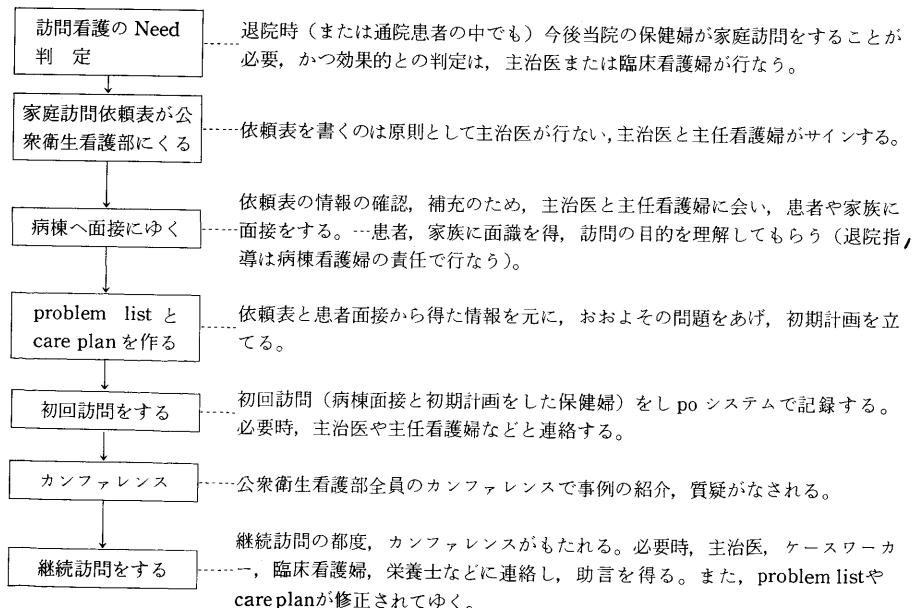 訪問看護の Need
判　定
退院時（または通院患者の中でも）今後当院の保健婦が家庭訪問をすることが
必要，かつ効果的との判定は，主治医または臨床看護婦が行なう。
家庭訪問依頼表が公
衆衛生看護部にくる
依頼表を書くのは原則として主治医が行ない，主治医と主任看護婦がサインする。
病棟へ面接にゆく
依頼表の情報の確認，補充のため，主治医と主任看護婦に会い，患者や家族に
面接をする。---患者，家族に面識を得，訪問の目的を理解してもらう（退院指，
導は病棟看護婦の責任で行なう）。
problem list と
care plan を作る
依頼表と患者面接から得た情報を元に，おおよその問題をあげ，初期計画を立
てる。
初回訪問をする
初回訪問（病棟面接と初期計画をした保健婦）をし po システムで記録する。
必要時，主治医や主任看護婦などと連絡する。
カンファレンス
公衆衛生看護部全員のカンファレンスで事例の紹介，質疑がなされる。
継続訪問をする
継続訪問の都度，カンファレンスがもたれる。必要時，主治医，ケースワーカ
ー，臨床看護婦，栄養士などに連絡し，助言を得る。また，problem listや
care planが修正されてゆく。